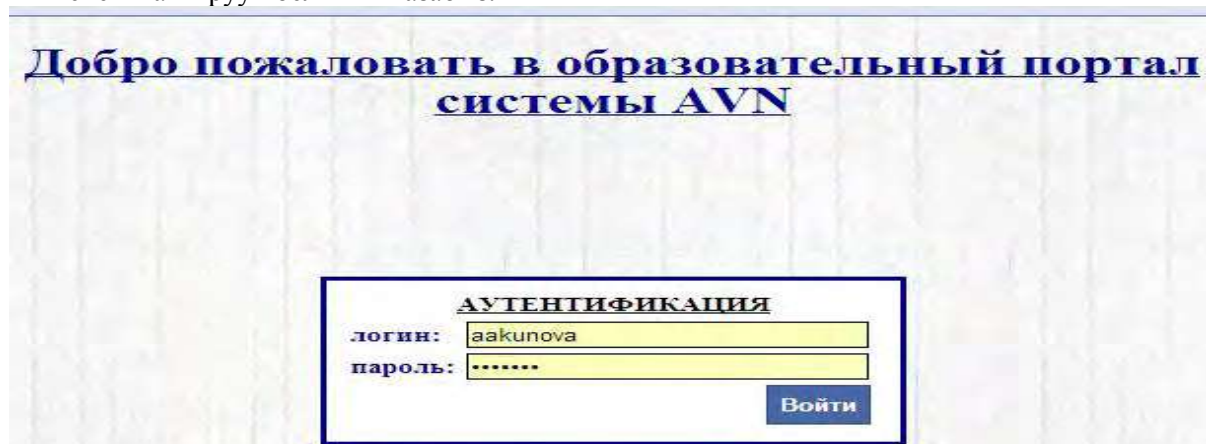 Добро пожаловать в образовательный портал
системы AVN
АУТЕНТИФИКАЦИЯ
логин: aakunova
пароль: •••••••
Войти